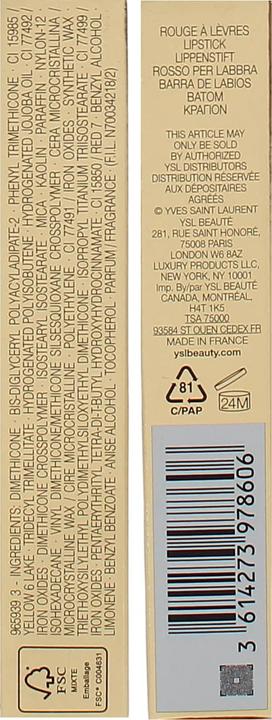 965939 3 - INGREDIENTS: DIMETHICONE · BIS-DIGLYCERYL POLYACYLADIPATE-2 · PHENYL TRIMETHICONE · CI 15985
YELLOW 6 LAKE · TRIDECYL TRIMELLITATE · HYDROGENATED POLYISOBUTENE · HYDROGENATED JOJOBA OIL · CI 77492 /
IRON OXIDES · DIMETHICONE CROSSPOLYMER · ISOSTEARYL ISOSTEARATE · MICA · KAOLIN · PARAFFIN · NYLON-12
ISOHEXADECANE · VINYL DIMETHICONE/METHICONE SILSESQUIOXANE CROSSPOLYMER · CERA MICROCRISTALLINA /
MICROCRYSTALLINE WAX / CIRE MICROCRISTALLINE · POLYETHYLENE · CI 77491 / IRON OXIDES · SYNTHETIC WAX ·
TRIETHOXYSILYLETHYL POLYDIMETHYLSILOXYETHYL DIMETHICONE · ISOPROPYL TITANIUM TRIISOSTEARATE · CI 77499 /
IRON OXIDES · PENTAERYTHRITYL TETRA-DI-T-BUTYL HYDROXYHYDROCINNAMATE · CI 15850 / RED 7 · BENZYL ALCOHOL ·
LIMONENE · BENZYL BENZOATE · ANISE ALCOHOL · TOCOPHEROL · PARFUM / FRAGRANCE · (F.I.L. N70034218/2)
FSC
MIXTE
Emballage
FSC® C004631
ROUGE À LÈVRES
LIPSTICK
LIPPENSTIFT
ROSSO PER LABBRA
BARRA DE LABIOS
BATOM
ΚΡΑΓΙΟΝ
THIS ARTICLE MAY
ONLY BE SOLD
BY AUTHORIZED
YSL DISTRIBUTORS
DISTRIBUTION RÉSERVÉE
AUX DÉPOSITAIRES
AGRÉÉS
© YVES SAINT LAURENT
YSL BEAUTÉ
281, RUE SAINT HONORÉ,
75008 PARIS
LONDON W6 8AZ
LUXURY PRODUCTS LLC,
NEW YORK, NY 10001
Imp. By/par YSL BEAUTÉ
CANADA, MONTRÉAL,
H4T 1K5
TSA 75000
93584 ST OUEN CEDEX FR
MADE IN FRANCE
yslbeauty.com
81
C/PAP
24M
3 614273 978606